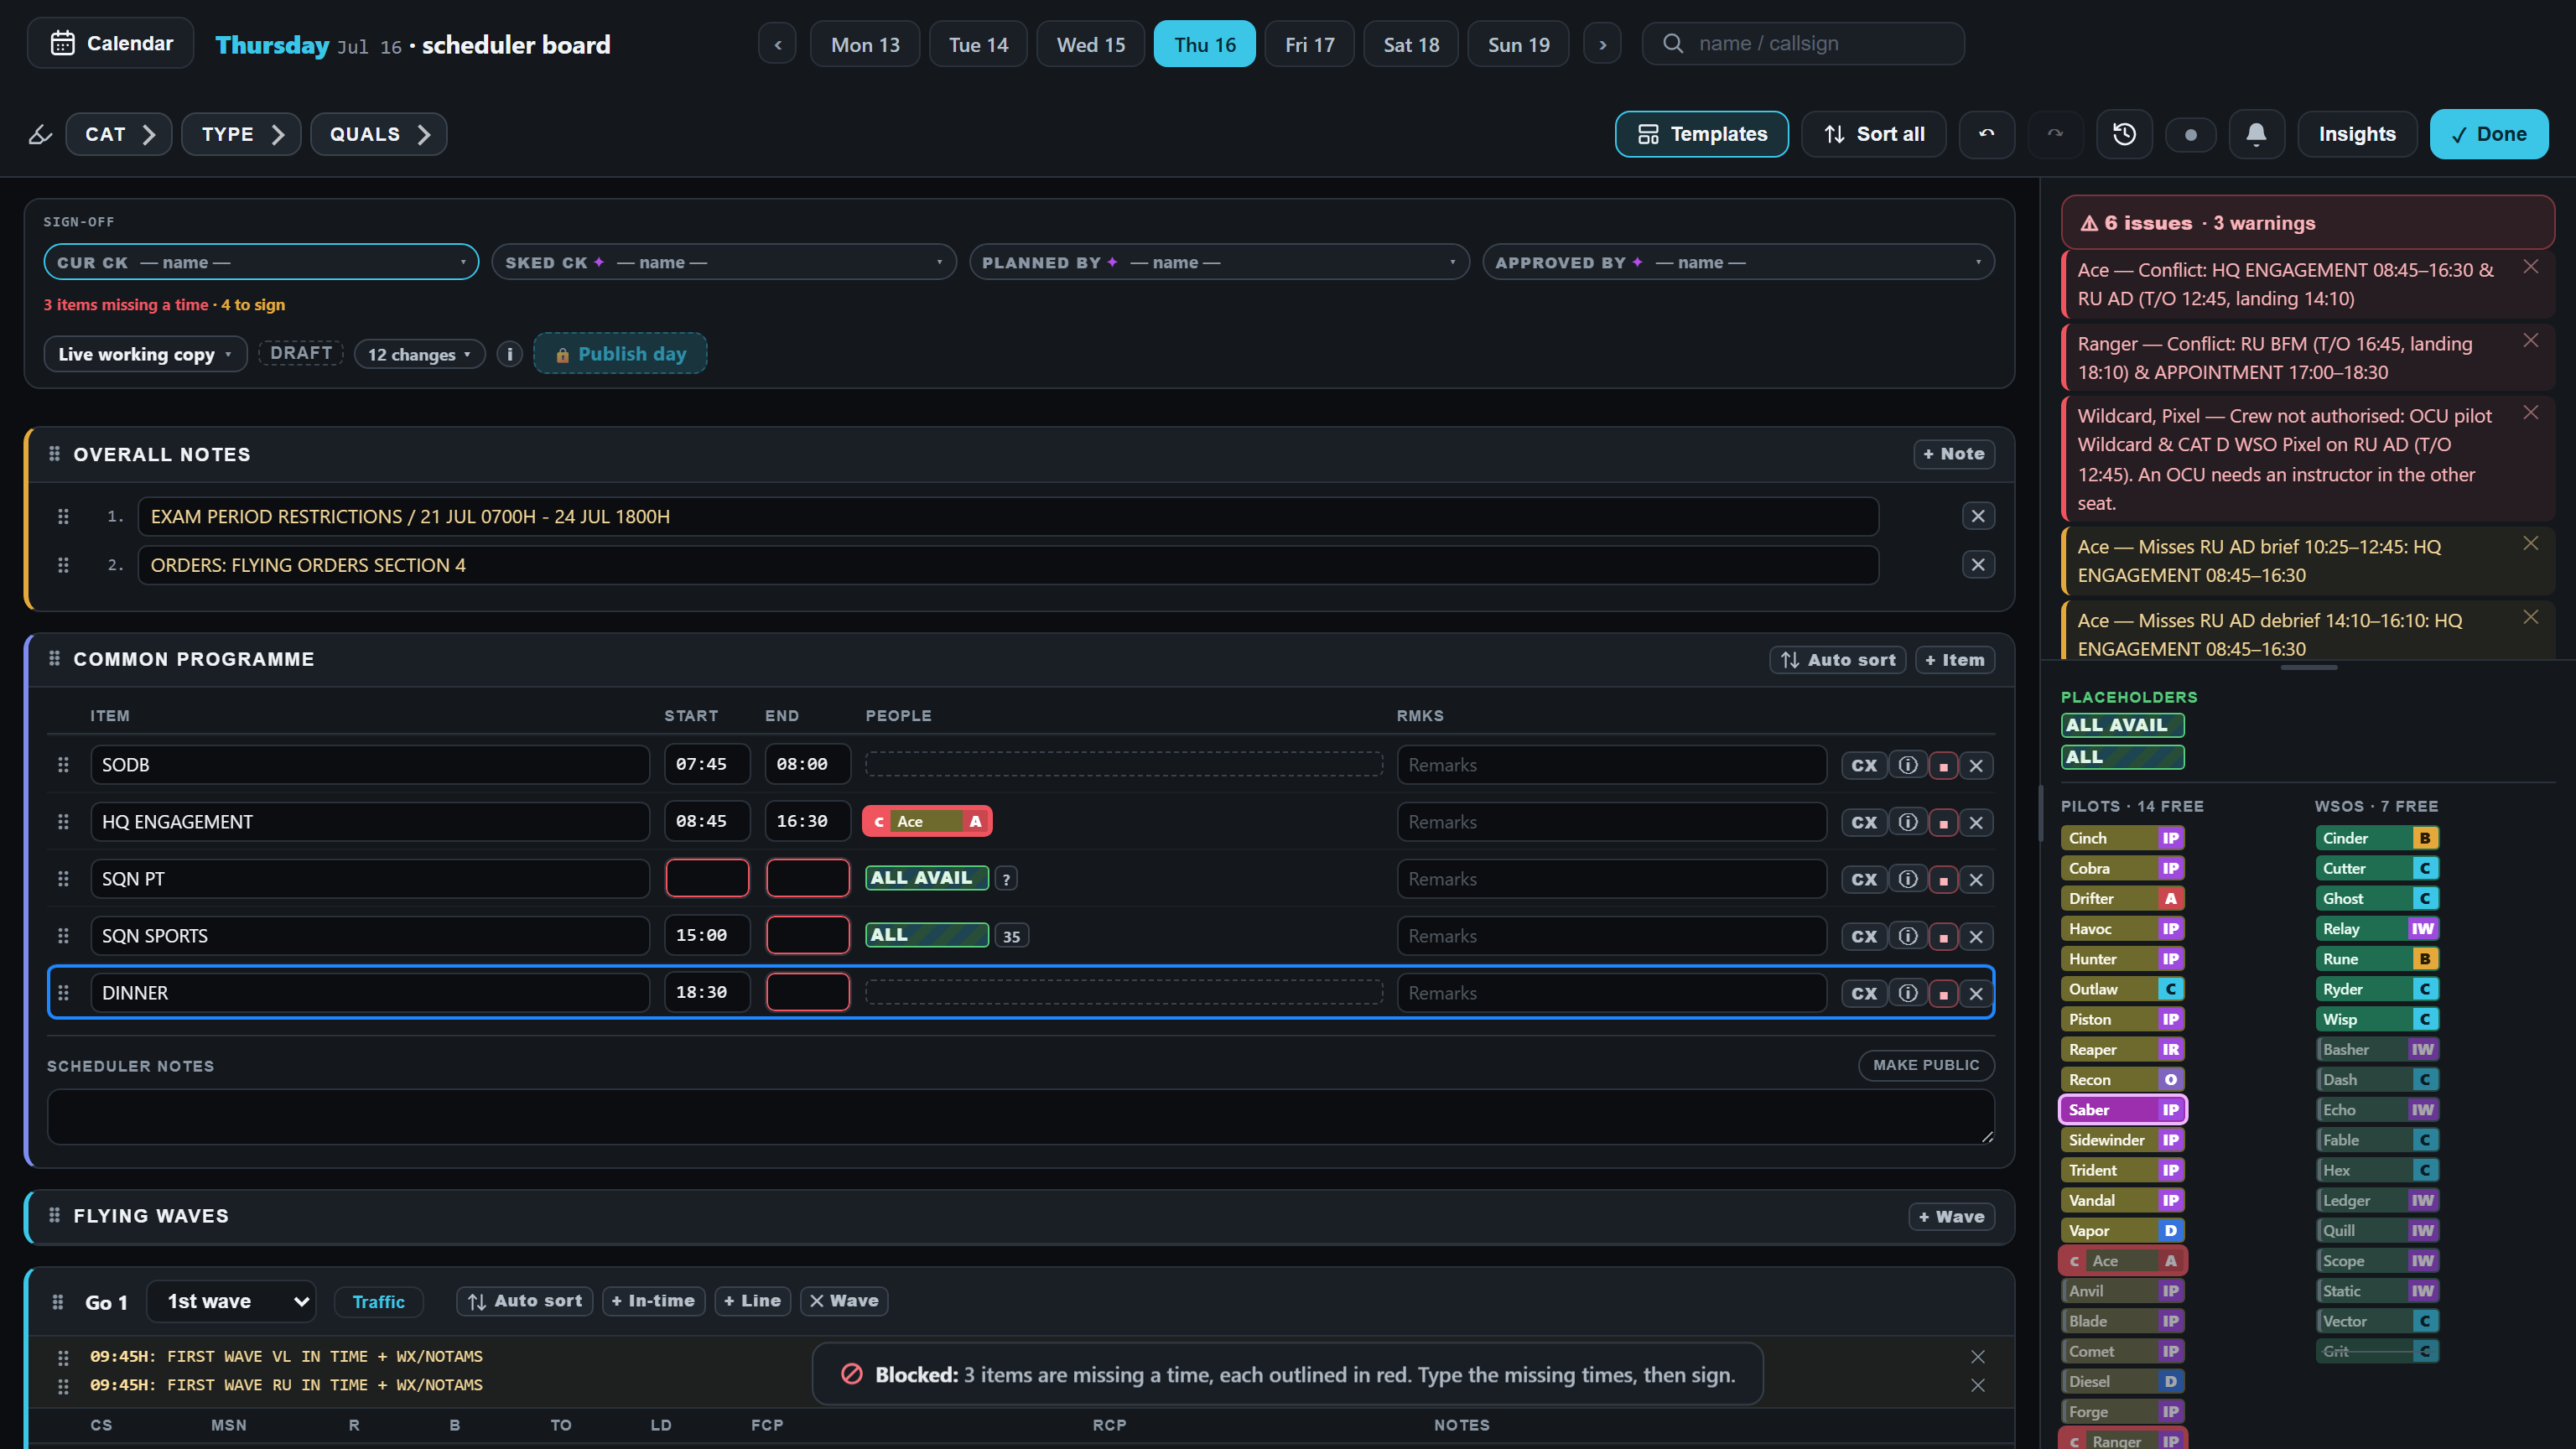 Calendar
Thursday Jul 16 · scheduler board
‹ Mon 13 Tue 14 Wed 15 Thu 16 Fri 17 Sat 18 Sun 19 ›
name / callsign
CAT TYPE QUALS
Templates Sort all Insights ✓ Done
SIGN-OFF
CUR CK — name —
SKED CK ✦ — name —
PLANNED BY ✦ — name —
APPROVED BY ✦ — name —
3 items missing a time · 4 to sign
Live working copy DRAFT 12 changes i Publish day
OVERALL NOTES + Note
1. EXAM PERIOD RESTRICTIONS / 21 JUL 0700H - 24 JUL 1800H
2. ORDERS: FLYING ORDERS SECTION 4
COMMON PROGRAMME Auto sort + Item
ITEM START END PEOPLE RMKS
SODB 07:45 08:00 Remarks CX
HQ ENGAGEMENT 08:45 16:30 C Ace A Remarks CX
SQN PT ALL AVAIL ? Remarks CX
SQN SPORTS 15:00 ALL 35 Remarks CX
DINNER 18:30 Remarks CX
SCHEDULER NOTES MAKE PUBLIC
FLYING WAVES + Wave
Go 1 1st wave Traffic Auto sort + In-time + Line ✕ Wave
09:45H: FIRST WAVE VL IN TIME + WX/NOTAMS
09:45H: FIRST WAVE RU IN TIME + WX/NOTAMS
Blocked: 3 items are missing a time, each outlined in red. Type the missing times, then sign.
CS MSN R B TO LD FCP RCP NOTES
⚠ 6 issues · 3 warnings
Ace — Conflict: HQ ENGAGEMENT 08:45–16:30 &
RU AD (T/O 12:45, landing 14:10)
Ranger — Conflict: RU BFM (T/O 16:45, landing
18:10) & APPOINTMENT 17:00–18:30
Wildcard, Pixel — Crew not authorised: OCU pilot
Wildcard & CAT D WSO Pixel on RU AD (T/O
12:45). An OCU needs an instructor in the other
seat.
Ace — Misses RU AD brief 10:25–12:45: HQ
ENGAGEMENT 08:45–16:30
Ace — Misses RU AD debrief 14:10–16:10: HQ
ENGAGEMENT 08:45–16:30
PLACEHOLDERS
ALL AVAIL
ALL
PILOTS · 14 FREE WSOS · 7 FREE
Cinch IP Cinder B
Cobra IP Cutter C
Drifter A Ghost C
Havoc IP Relay IW
Hunter IP Rune B
Outlaw C Ryder C
Piston IP Wisp C
Reaper IR Basher IW
Recon O Dash C
Saber IP Echo IW
Sidewinder IP Fable C
Trident IP Hex C
Vandal IP Ledger IW
Vapor D Quill IW
C Ace A Scope IW
Anvil IP Static IW
Blade IP Vector C
Comet IP Grit C
Diesel D
Forge IP
C Ranger IP